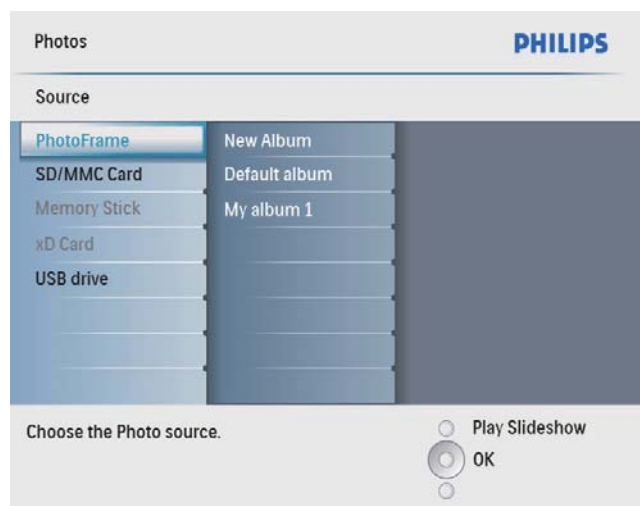 Photos
PHILIPS
Source
PhotoFrame
New Album
SD/MMC Card
Default album
Memory Stick
My album 1
xD Card
USB drive
Choose the Photo source.
Play Slideshow
OK